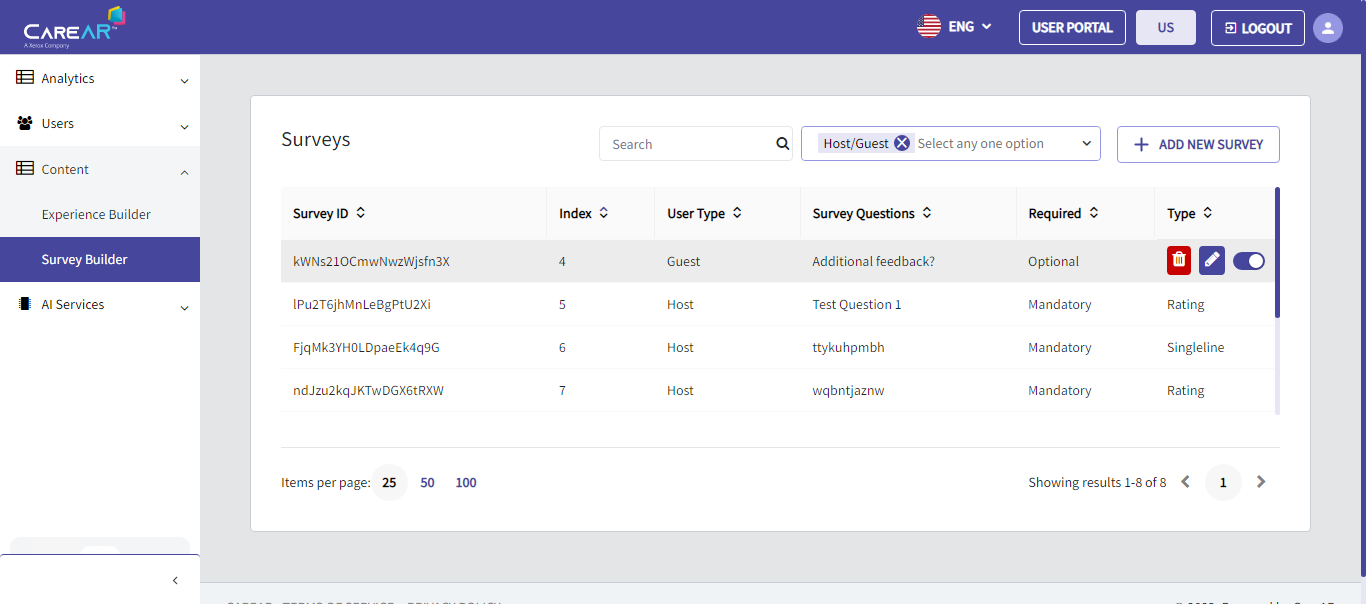 CAREAR™
A Xerox Company
ENG
USER PORTAL
US
LOGOUT
Analytics
Users
Content
Experience Builder
Survey Builder
AI Services
Surveys
Search
Host/Guest Select any one option
ADD NEW SURVEY
Survey ID Index User Type Survey Questions Required Type
kWNs21OCmwNwzWjsfn3X 4 Guest Additional feedback? Optional
lPu2T6jhMnLeBgPtU2Xi 5 Host Test Question 1 Mandatory Rating
FjqMk3YH0LDpaeEk4q9G 6 Host ttykuhpmbh Mandatory Singleline
ndJzu2kqJKTwDGX6tRXW 7 Host wqbntjaznw Mandatory Rating
Items per page: 25 50 100
Showing results 1-8 of 8 1